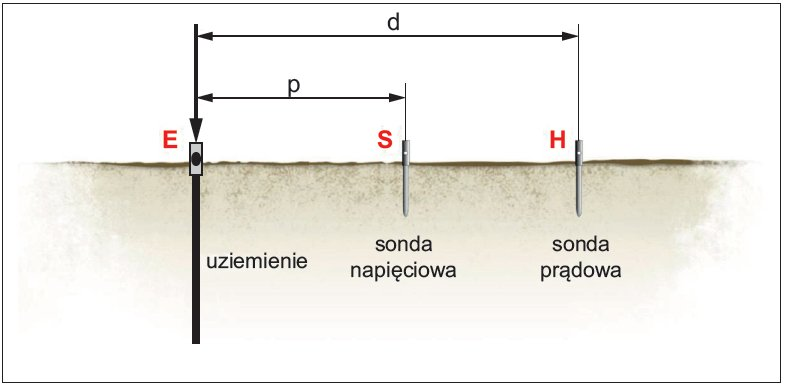 d
p
E
S
H
uziemienie
sonda
napięciowa
sonda
prądowa